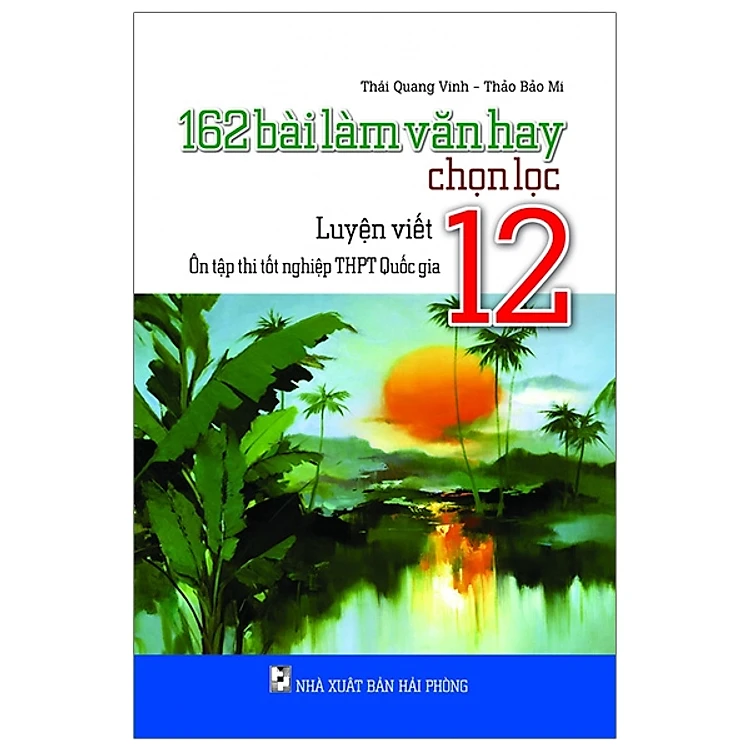 Thái Quang Vinh - Thảo Bảo Mi
162 bài làm văn hay
chọn lọc
Luyện viết 12
Ôn tập thi tốt nghiệp THPT Quốc gia
NHÀ XUẤT BẢN HẢI PHÒNG